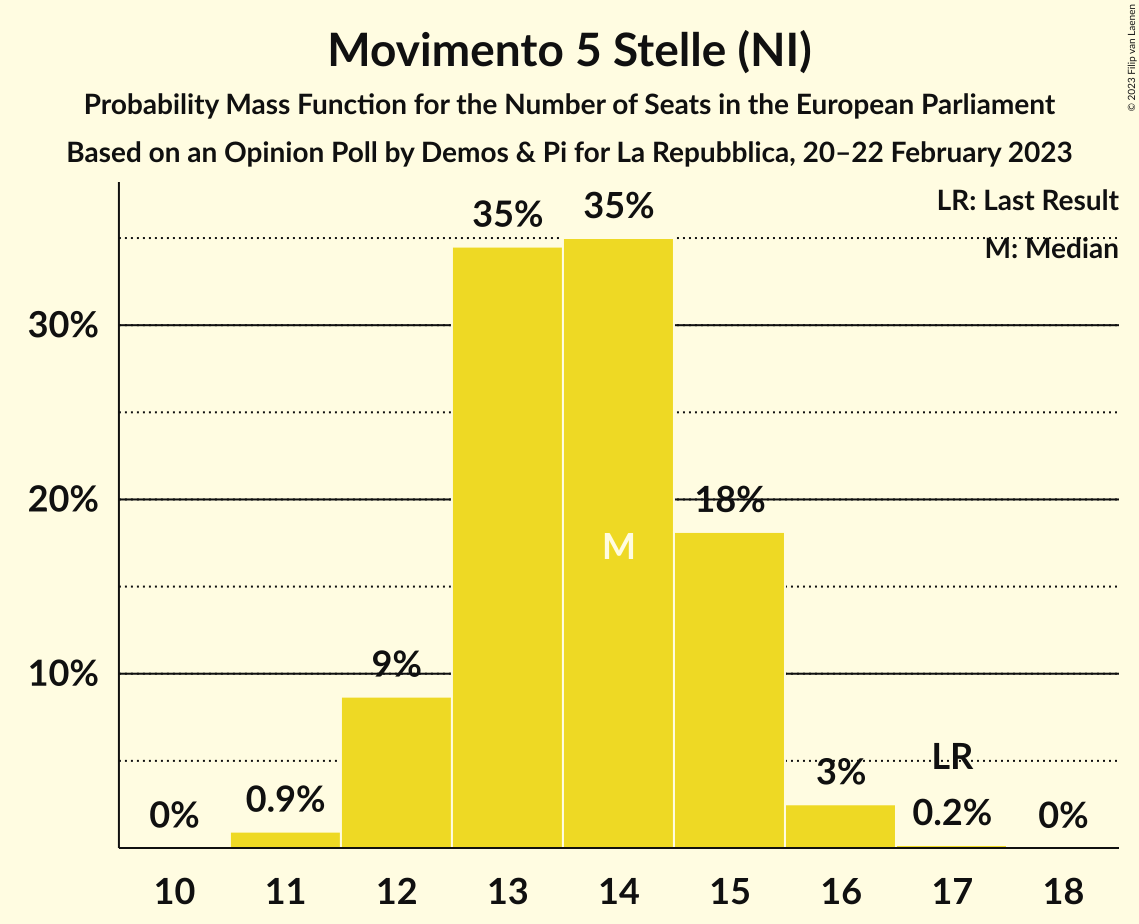 Movimento 5 Stelle (NI)
Probability Mass Function for the Number of Seats in the European Parliament
Based on an Opinion Poll by Demos & Pi for La Repubblica, 20–22 February 2023
© 2023 Filip van Laenen
LR: Last Result
M: Median
35%
35%
30%
20%
18%
M
10%
9%
LR
3%
0.9%
0.2%
0%
0%
10 11 12 13 14 15 16 17 18